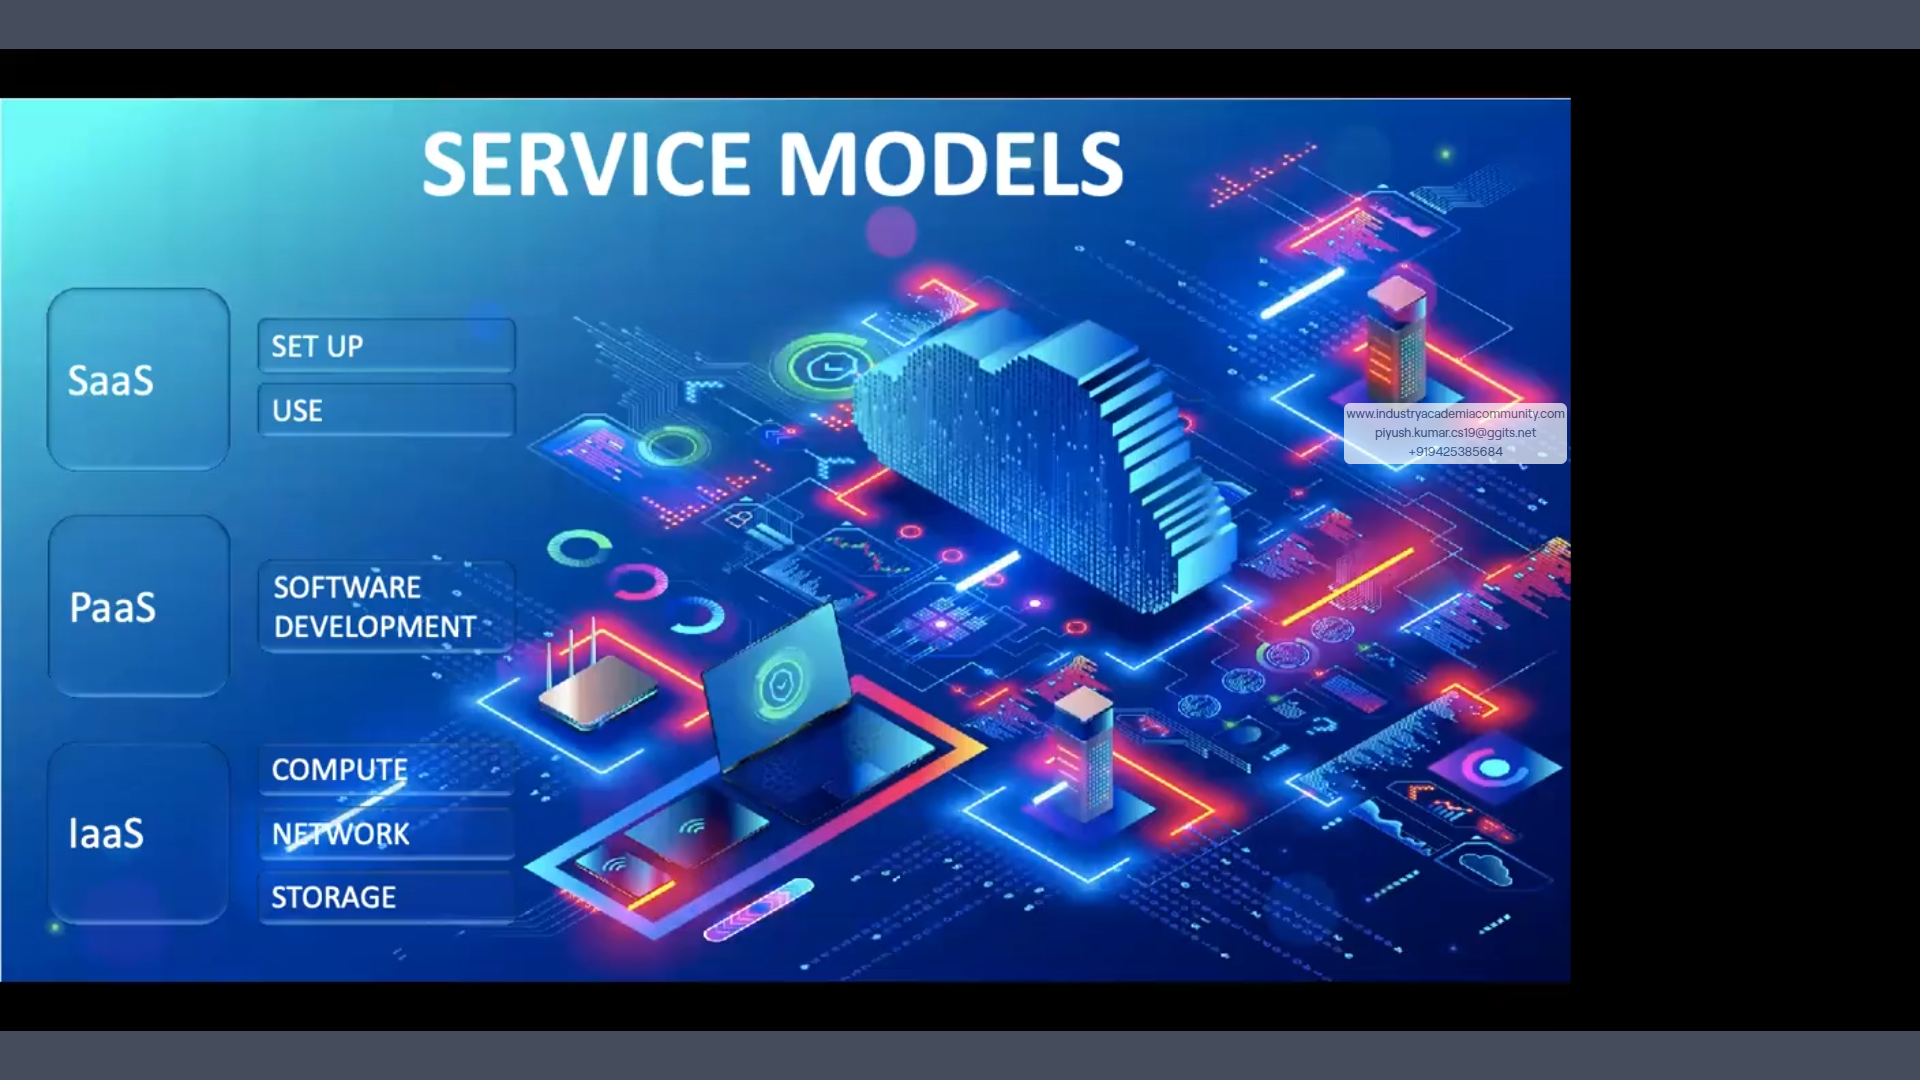 SERVICE MODELS
SaaS
SET UP
USE
PaaS
SOFTWARE
DEVELOPMENT
IaaS
COMPUTE
NETWORK
STORAGE
www.industryacademiacommunity.com
piyush.kumar.cs19@ggits.net
+919425385684